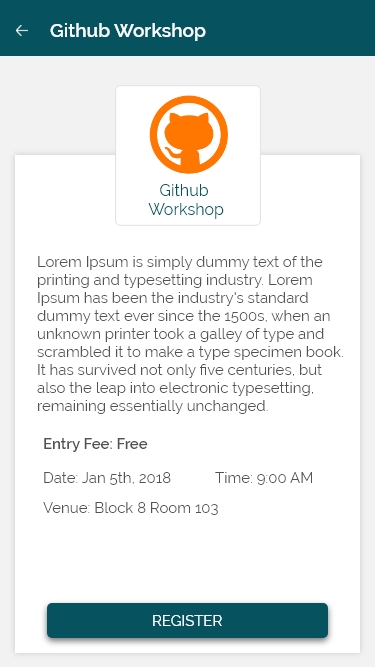 Github Workshop
Github
Workshop
Lorem Ipsum is simply dummy text of the
printing and typesetting industry. Lorem
Ipsum has been the industry's standard
dummy text ever since the 1500s, when an
unknown printer took a galley of type and
scrambled it to make a type specimen book.
It has survived not only five centuries, but
also the leap into electronic typesetting,
remaining essentially unchanged.
Entry Fee: Free
Date: Jan 5th, 2018 Time: 9:00 AM
Venue: Block 8 Room 103
REGISTER